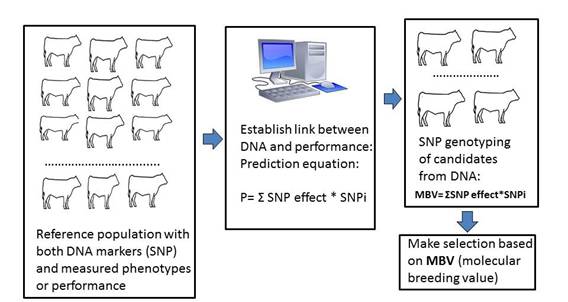 Reference population with
both DNA markers (SNP)
and measured phenotypes
or performance
Establish link between
DNA and performance:
Prediction equation:
P= Σ SNP effect * SNPi
SNP genotyping
of candidates
from DNA:
MBV= ΣSNP effect*SNPi
Make selection based
on MBV (molecular
breeding value)